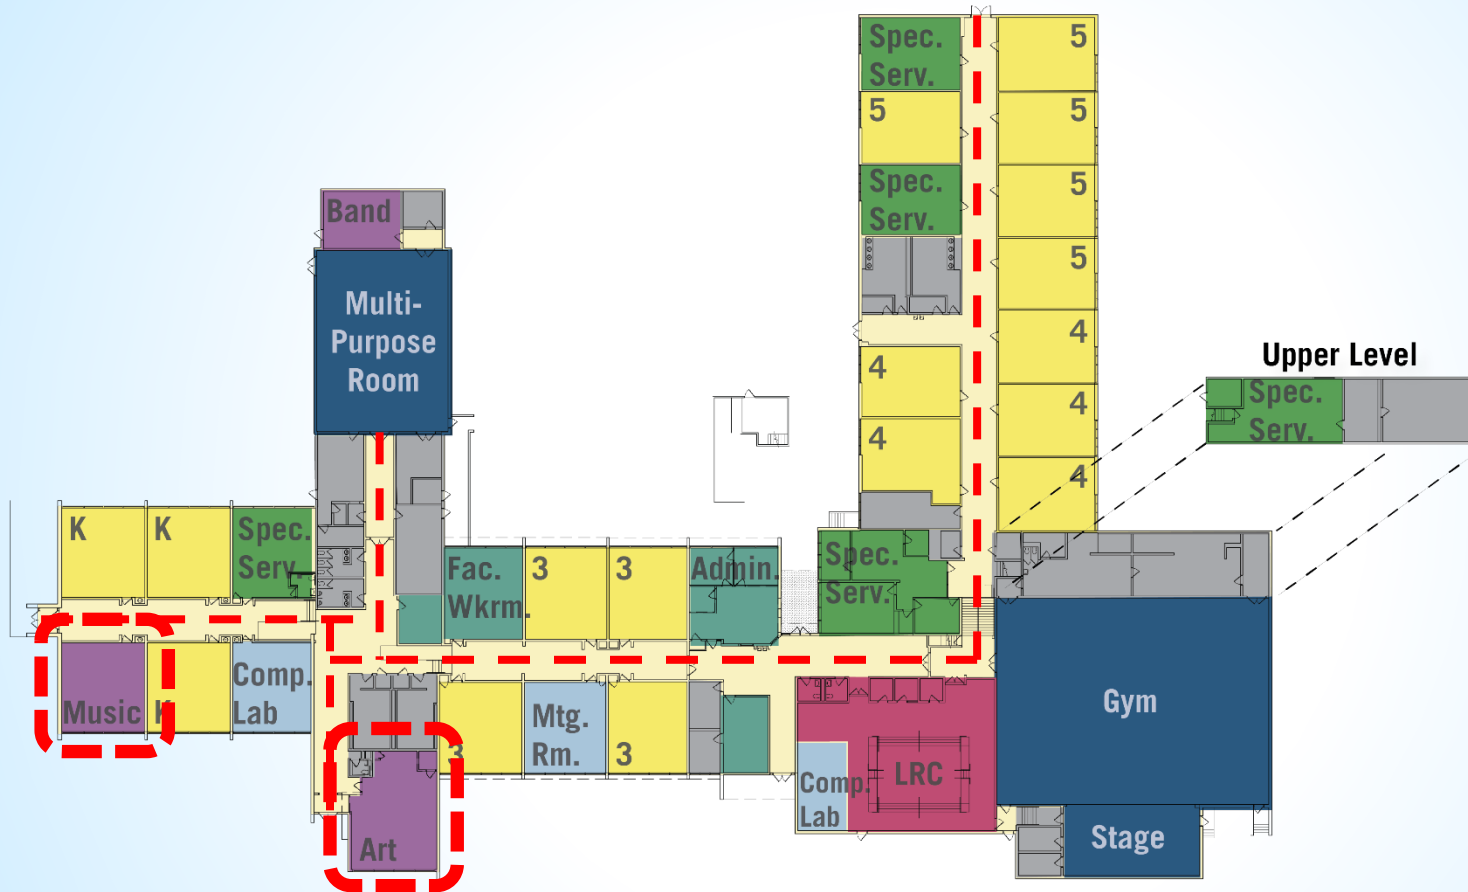 Spec.
Serv.
5
5
5
Spec.
Serv.
5
5
4
4
4
4
4
Band
Multi-
Purpose
Room
Upper Level
Spec.
Serv.
K
K
Spec.
Serv.
Fac.
Wkrm.
3
3
Admin.
Spec.
Serv.
Music
K
Comp.
Lab
3
Mtg.
Rm.
3
Art
Comp.
Lab
LRC
Gym
Stage